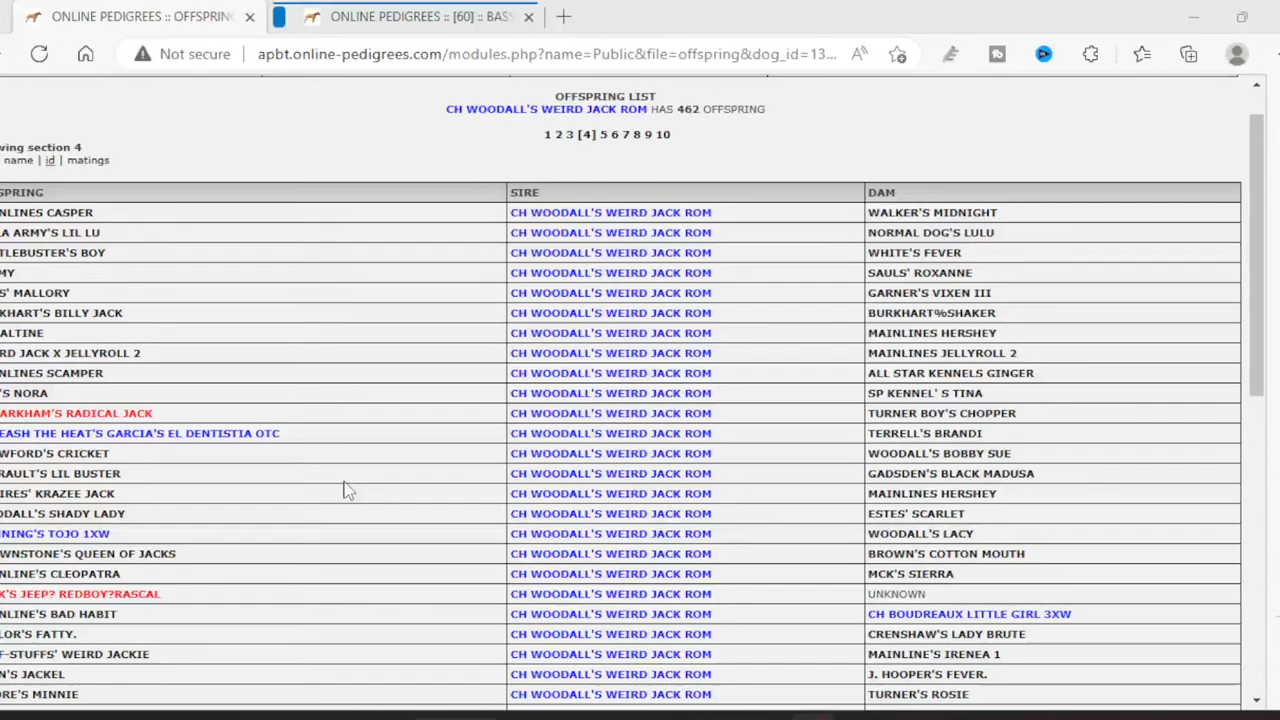 ONLINE PEDIGREES :: OFFSPRING
ONLINE PEDIGREES :: [60] :: BASS
Not secure apbt.online-pedigrees.com/modules.php?name=Public&file=offspring&dog_id=13...
OFFSPRING LIST
CH WOODALL'S WEIRD JACK ROM HAS 462 OFFSPRING
1 2 3 [4] 5 6 7 8 9 10
wing section 4
name | id | matings
SPRING SIRE DAM
NLINES CASPER CH WOODALL'S WEIRD JACK ROM WALKER'S MIDNIGHT
A ARMY'S LIL LU CH WOODALL'S WEIRD JACK ROM NORMAL DOG'S LULU
TLEBUSTER'S BOY CH WOODALL'S WEIRD JACK ROM WHITE'S FEVER
MY CH WOODALL'S WEIRD JACK ROM SAULS' ROXANNE
S' MALLORY CH WOODALL'S WEIRD JACK ROM GARNER'S VIXEN III
KHART'S BILLY JACK CH WOODALL'S WEIRD JACK ROM BURKHART%SHAKER
ALTINE CH WOODALL'S WEIRD JACK ROM MAINLINES HERSHEY
RD JACK X JELLYROLL 2 CH WOODALL'S WEIRD JACK ROM MAINLINES JELLYROLL 2
NLINES SCAMPER CH WOODALL'S WEIRD JACK ROM ALL STAR KENNELS GINGER
'S NORA CH WOODALL'S WEIRD JACK ROM SP KENNEL' S TINA
ARKHAM'S RADICAL JACK CH WOODALL'S WEIRD JACK ROM TURNER BOY'S CHOPPER
EASH THE HEAT'S GARCIA'S EL DENTISTIA OTC CH WOODALL'S WEIRD JACK ROM TERRELL'S BRANDI
WFORD'S CRICKET CH WOODALL'S WEIRD JACK ROM WOODALL'S BOBBY SUE
RAULT'S LIL BUSTER CH WOODALL'S WEIRD JACK ROM GADSDEN'S BLACK MADUSA
IRES' KRAZEE JACK CH WOODALL'S WEIRD JACK ROM MAINLINES HERSHEY
ODALL'S SHADY LADY CH WOODALL'S WEIRD JACK ROM ESTES' SCARLET
NING'S TOJO 1XW CH WOODALL'S WEIRD JACK ROM WOODALL'S LACY
WNSTONE'S QUEEN OF JACKS CH WOODALL'S WEIRD JACK ROM BROWN'S COTTON MOUTH
NLINE'S CLEOPATRA CH WOODALL'S WEIRD JACK ROM MCK'S SIERRA
K'S JEEP? REDBOY?RASCAL CH WOODALL'S WEIRD JACK ROM UNKNOWN
NLINE'S BAD HABIT CH WOODALL'S WEIRD JACK ROM CH BOUDREAUX LITTLE GIRL 3XW
LOR'S FATTY. CH WOODALL'S WEIRD JACK ROM CRENSHAW'S LADY BRUTE
F-STUFFS' WEIRD JACKIE CH WOODALL'S WEIRD JACK ROM MAINLINE'S IRENEA 1
N'S JACKEL CH WOODALL'S WEIRD JACK ROM J. HOOPER'S FEVER.
ORE'S MINNIE CH WOODALL'S WEIRD JACK ROM TURNER'S ROSIE